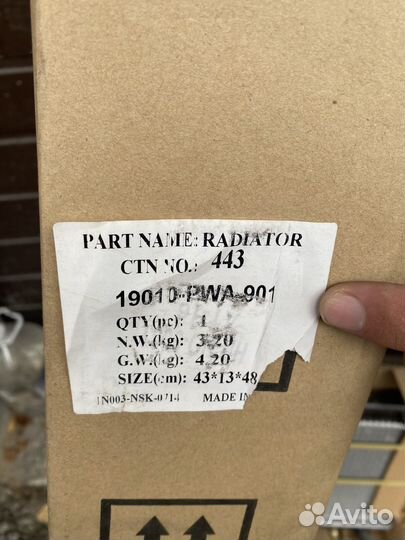 PART NAME: RADIATOR
CTN NO.: 443
19010-PWA-901
QTY(pc): 1
N.W.(kg): 3.20
G.W.(kg): 4.20
SIZE(cm): 43*13*48
MADE IN
Avito